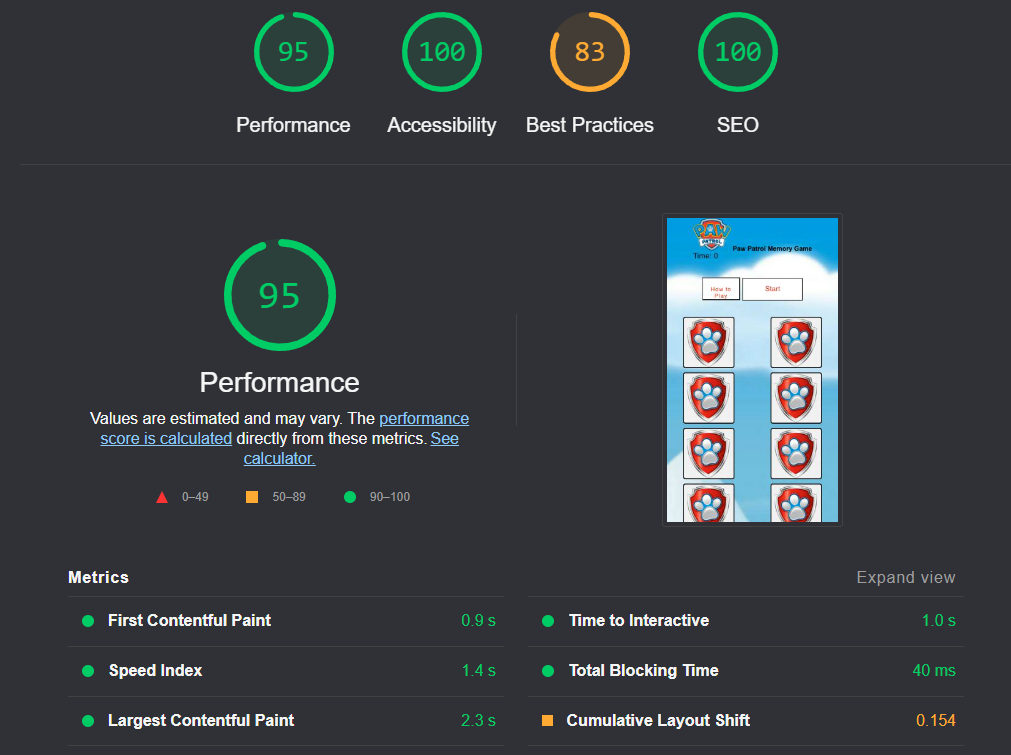 95
100
83
100
Performance
Accessibility
Best Practices
SEO
95
Performance
Values are estimated and may vary. The performance
score is calculated directly from these metrics. See
calculator.
0–49
50–89
90–100
PAW
PATROL
Paw Patrol Memory Game
Time: 0
How to
Play
Start
Metrics
Expand view
First Contentful Paint
0.9 s
Time to Interactive
1.0 s
Speed Index
1.4 s
Total Blocking Time
40 ms
Largest Contentful Paint
2.3 s
Cumulative Layout Shift
0.154